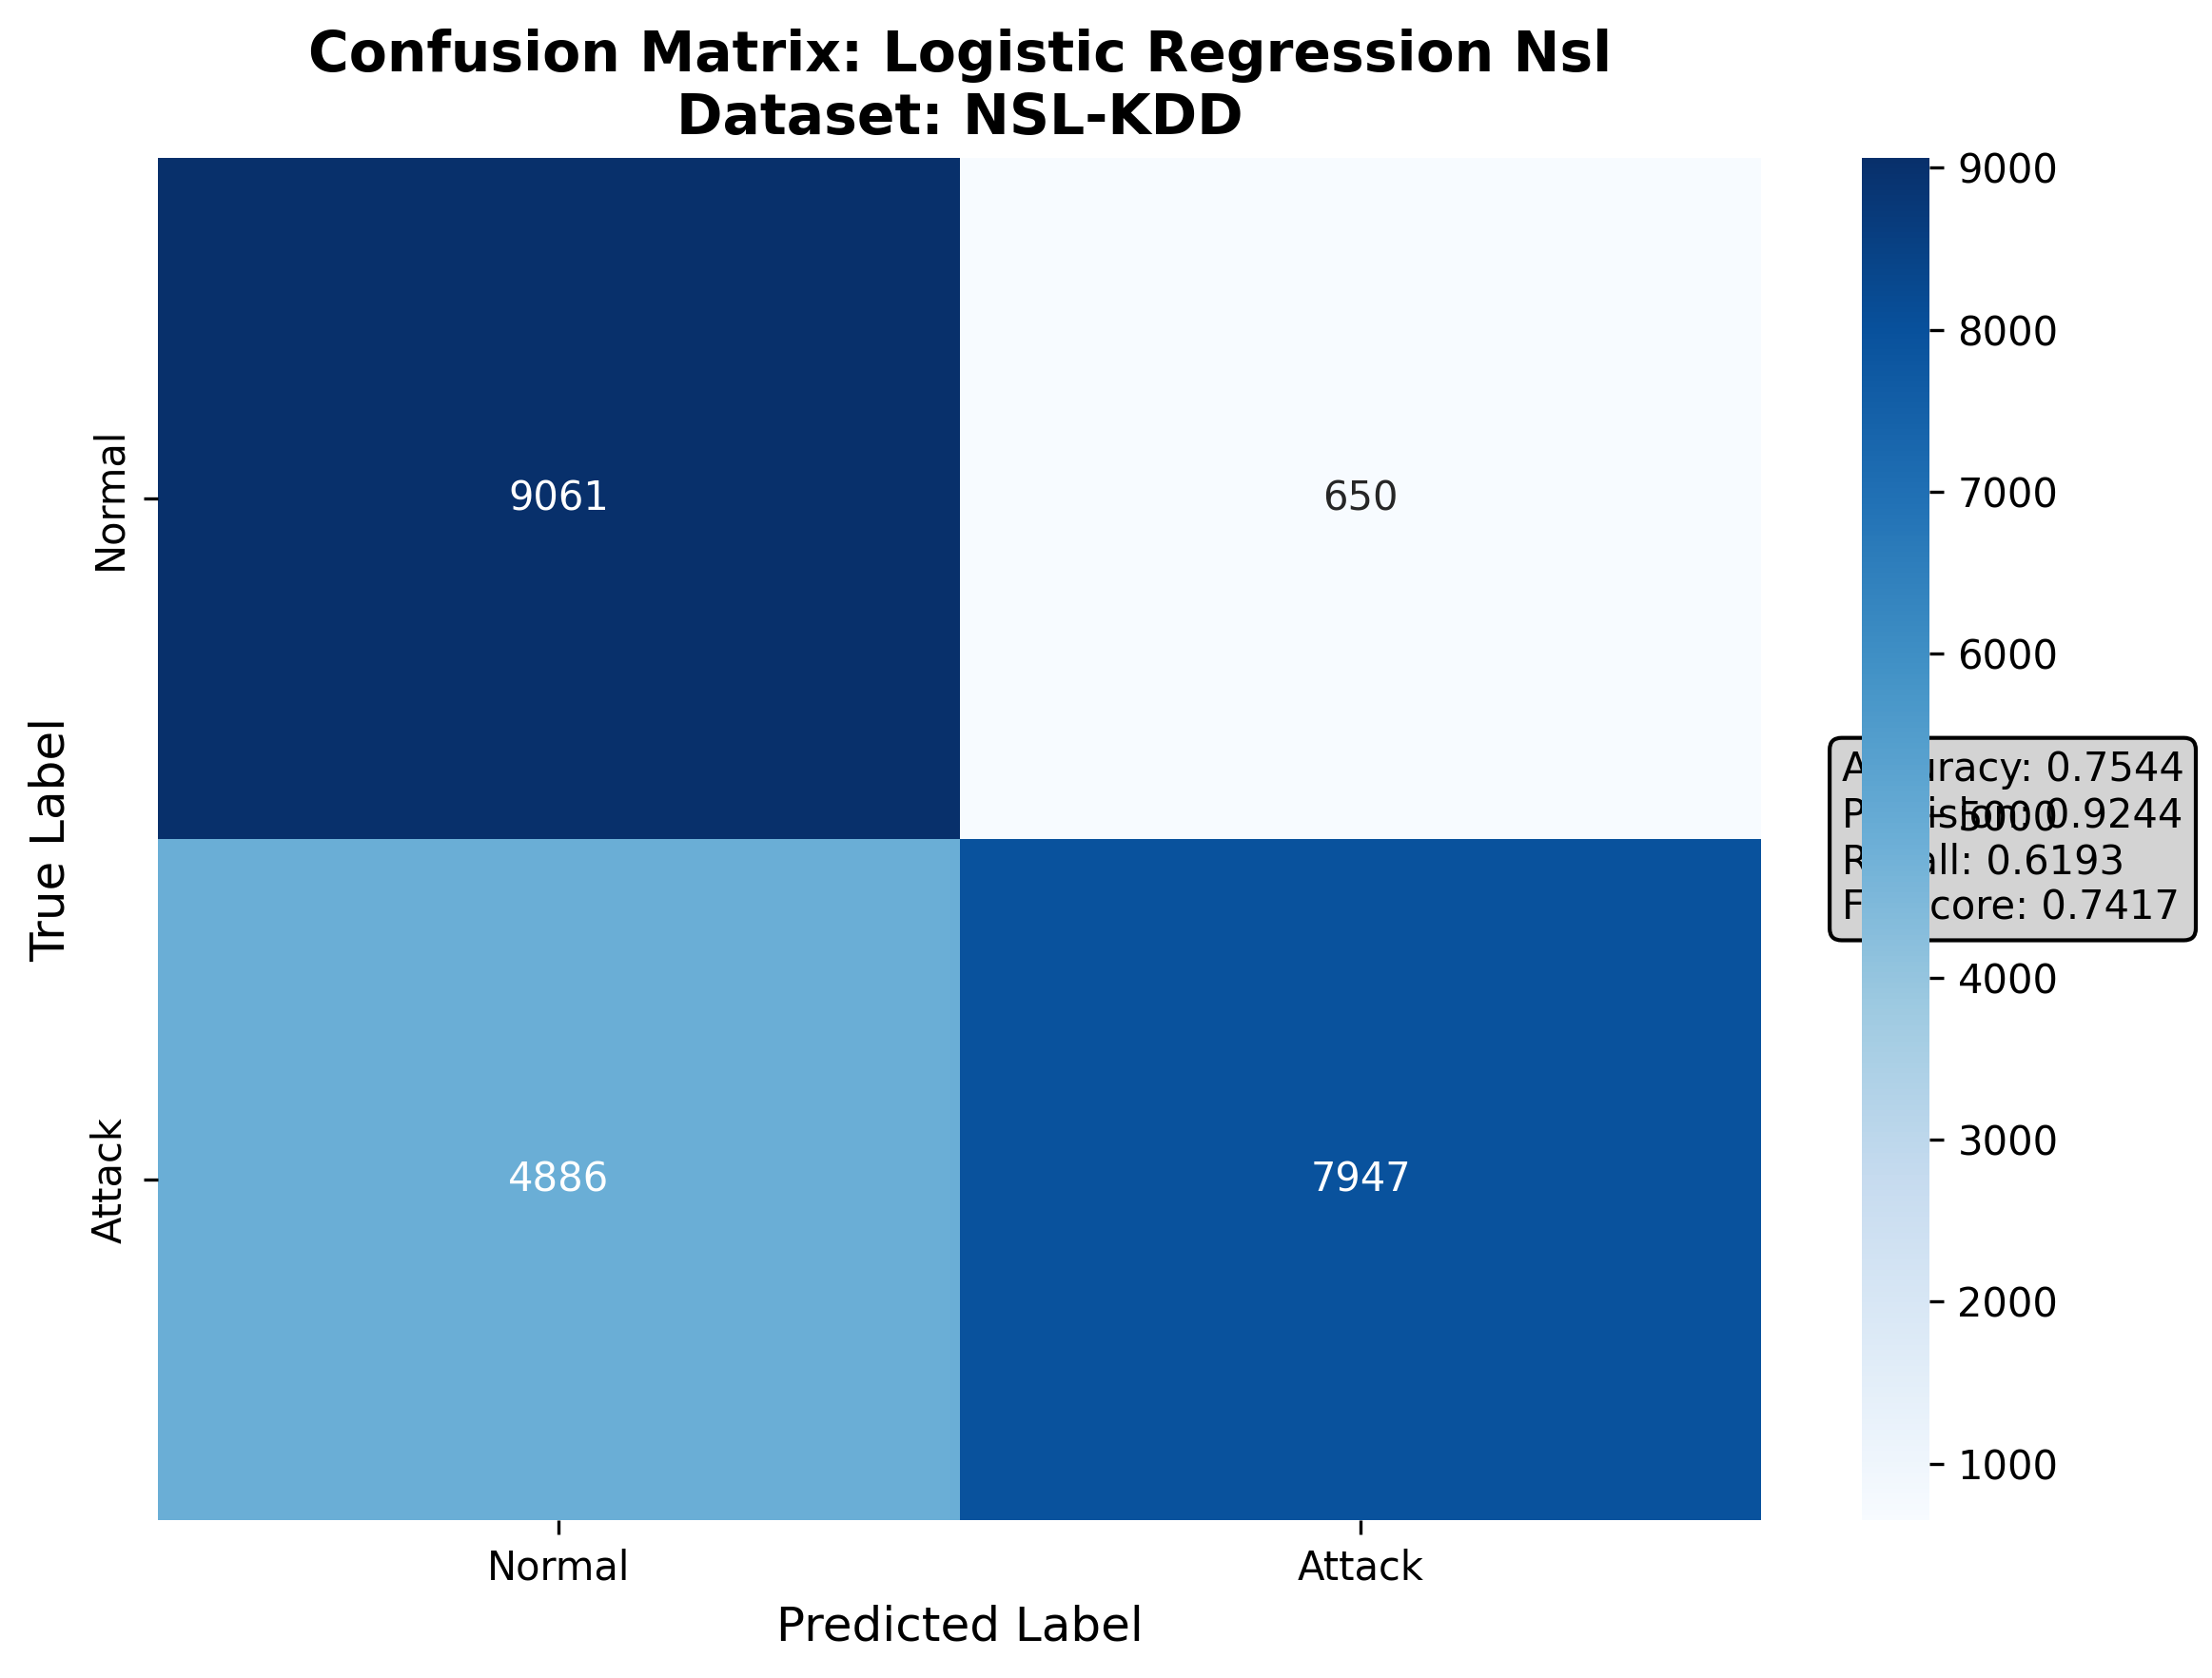 Confusion Matrix: Logistic Regression Nsl
Dataset: NSL-KDD
True Label
Normal
Attack
9061
650
4886
7947
Normal
Attack
Predicted Label
9000
8000
7000
6000
5000
4000
3000
2000
1000
0.7544
0.9244
0.6193
0.7417